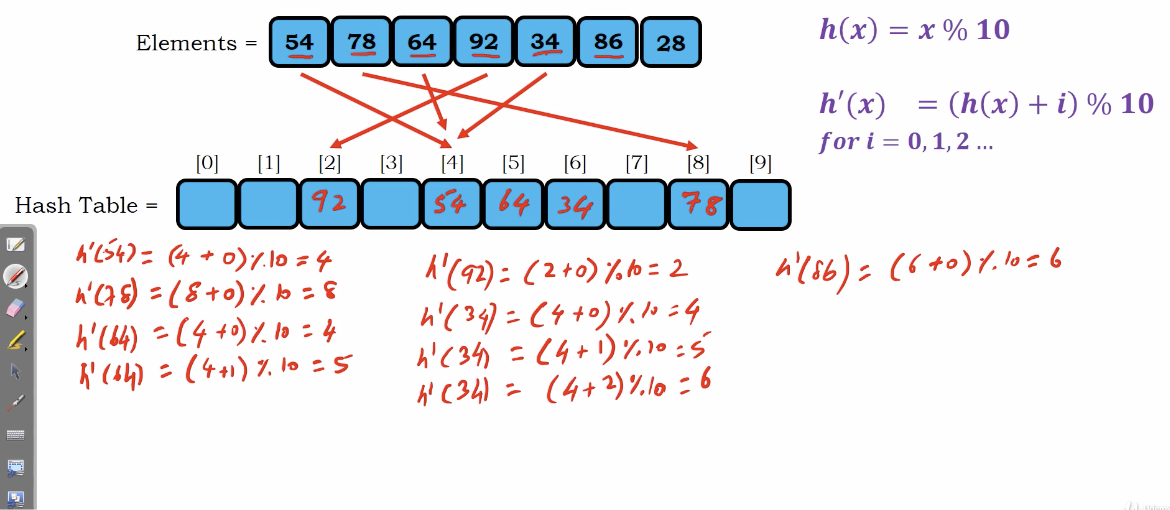 Elements = 54 78 64 92 34 86 28
h(x) = x % 10
h′(x) = (h(x) + i) % 10
for i = 0, 1, 2 ...
[0] [1] [2] [3] [4] [5] [6] [7] [8] [9]
Hash Table = 92 54 64 34 78
h'(54) = (4 + 0) % 10 = 4
h'(78) = (8+0) % 10 = 8
h'(64) = (4+0) % 10 = 4
h'(64) = (4+1) % 10 = 5
h'(92) = (2+0) % 10 = 2
h'(34) = (4+0) % 10 = 4
h'(34) = (4+1) % 10 = 5
h'(34) = (4+2) % 10 = 6
h'(86) = (6+0) % 10 = 6